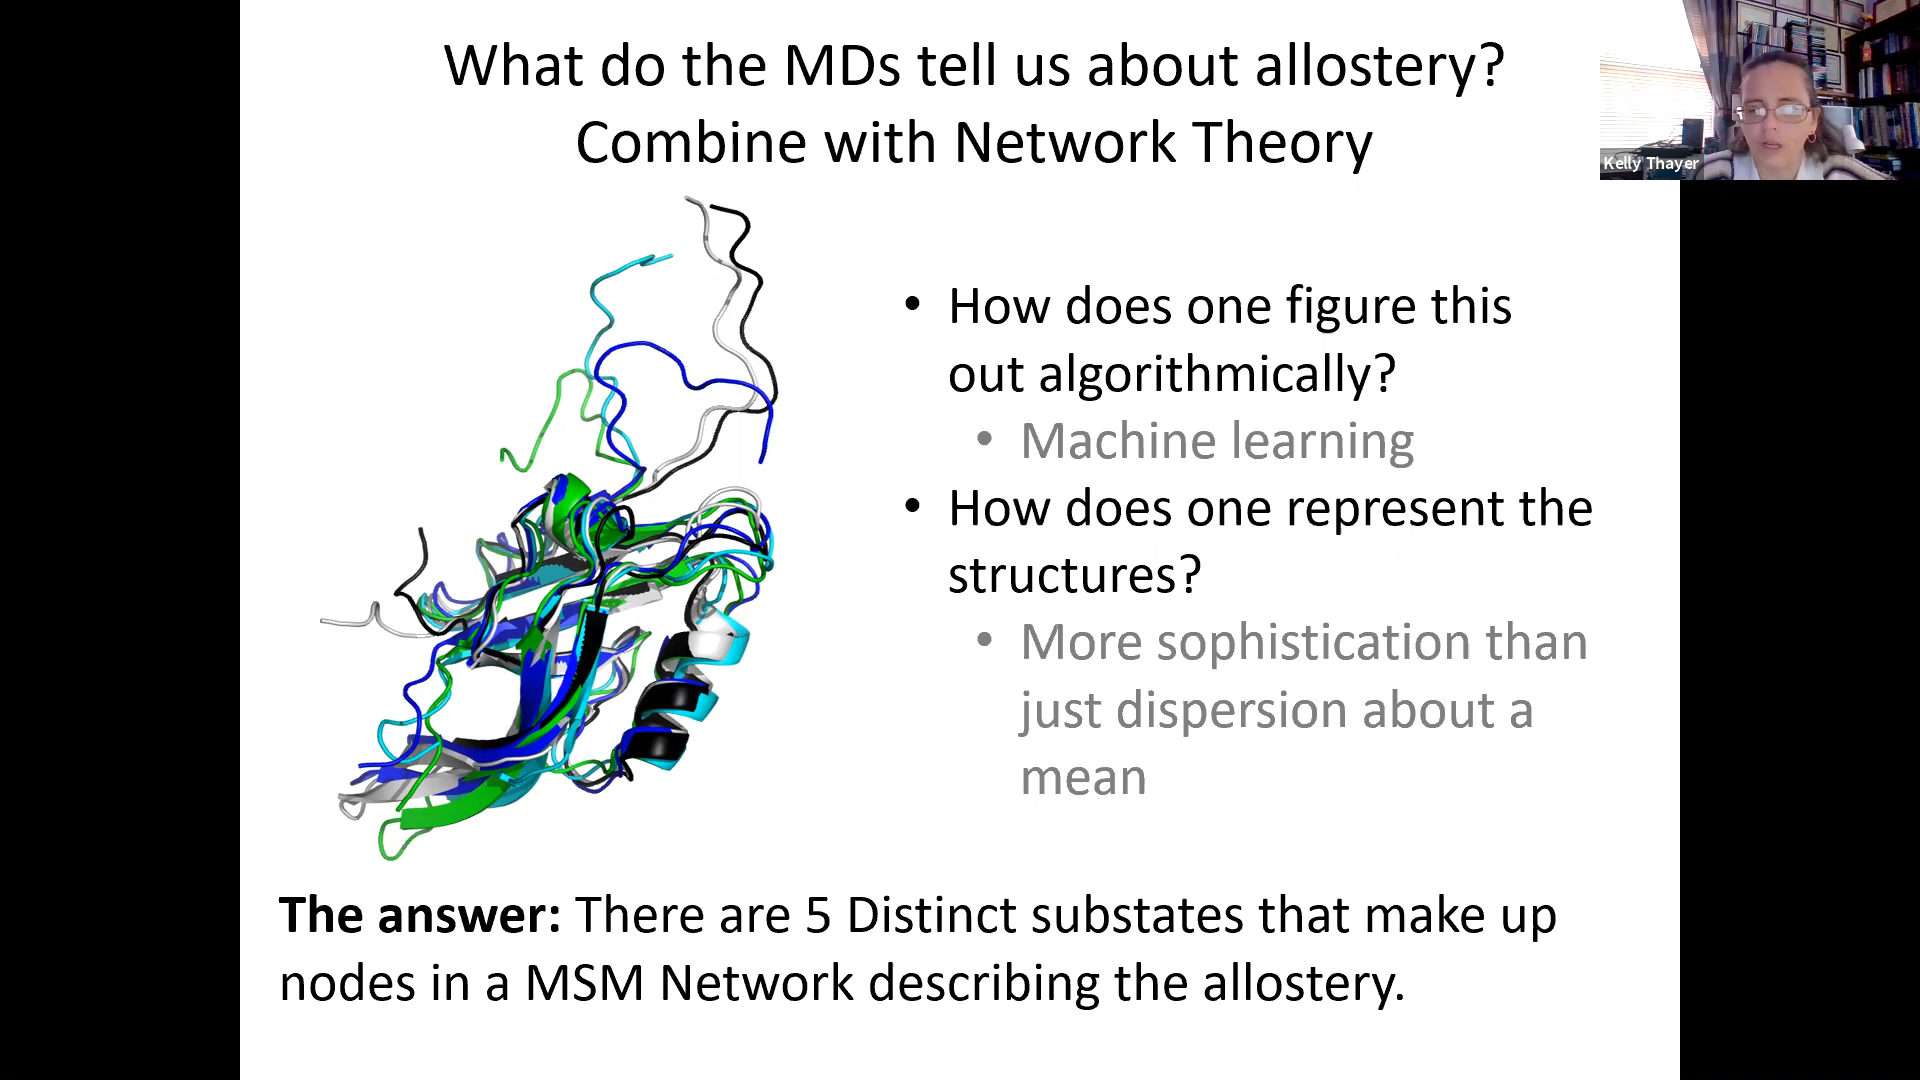 What do the MDs tell us about allostery?
Combine with Network Theory
Kelly Thayer
• How does one figure this
out algorithmically?
• Machine learning
• How does one represent the
structures?
• More sophistication than
just dispersion about a
mean
The answer: There are 5 Distinct substates that make up
nodes in a MSM Network describing the allostery.